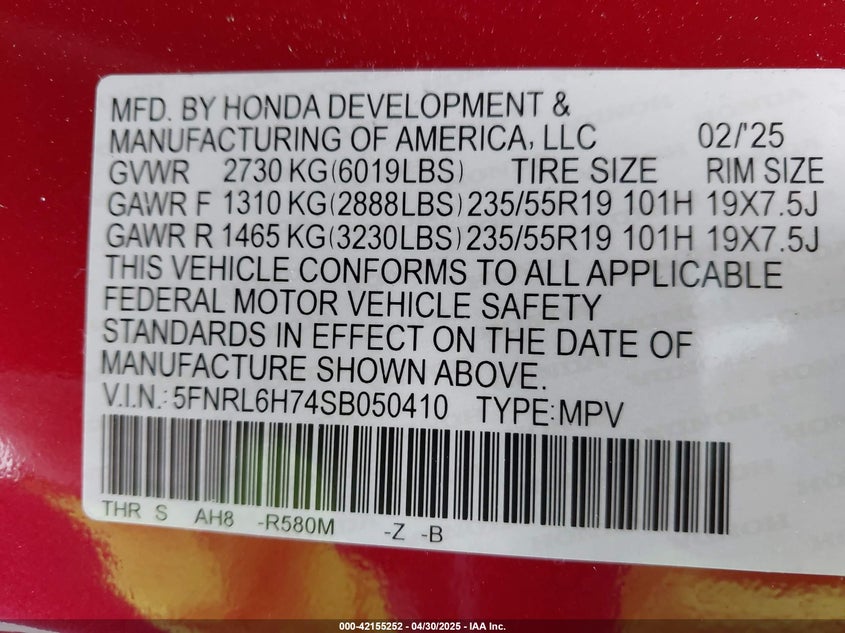 MFD. BY HONDA DEVELOPMENT &
MANUFACTURING OF AMERICA, LLC 02/'25
GVWR 2730 KG(6019LBS) TIRE SIZE RIM SIZE
GAWR F 1310 KG(2888LBS) 235/55R19 101H 19X7.5J
GAWR R 1465 KG(3230LBS) 235/55R19 101H 19X7.5J
THIS VEHICLE CONFORMS TO ALL APPLICABLE
FEDERAL MOTOR VEHICLE SAFETY
STANDARDS IN EFFECT ON THE DATE OF
MANUFACTURE SHOWN ABOVE.
V.I.N.: 5FNRL6H74SB050410 TYPE:MPV
THR S AH8 -R580M -Z -B
000-42155252 - 04/30/2025 - IAA Inc.